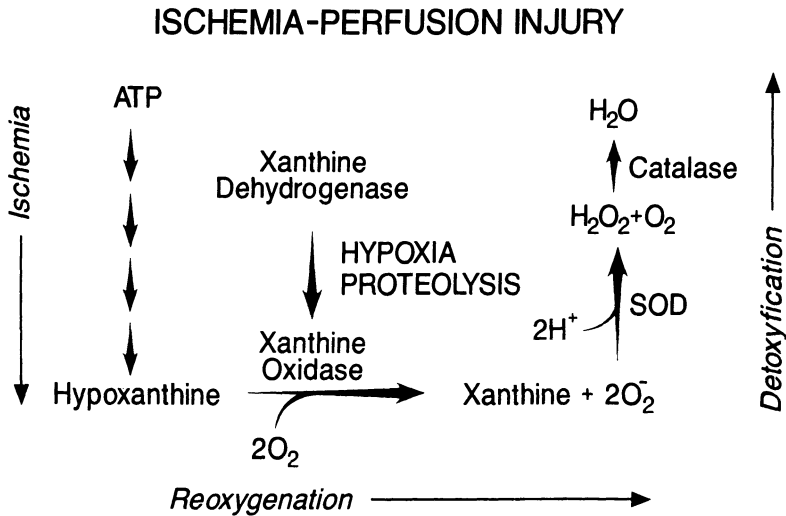 ISCHEMIA-PERFUSION INJURY
Ischemia
ATP
Xanthine
Dehydrogenase
HYPOXIA
PROTEOLYSIS
Xanthine
Oxidase
Hypoxanthine
2O₂
Xanthine + 2O₂⁻
2H⁺
SOD
H₂O₂+O₂
Catalase
H₂O
Detoxyfication
Reoxygenation